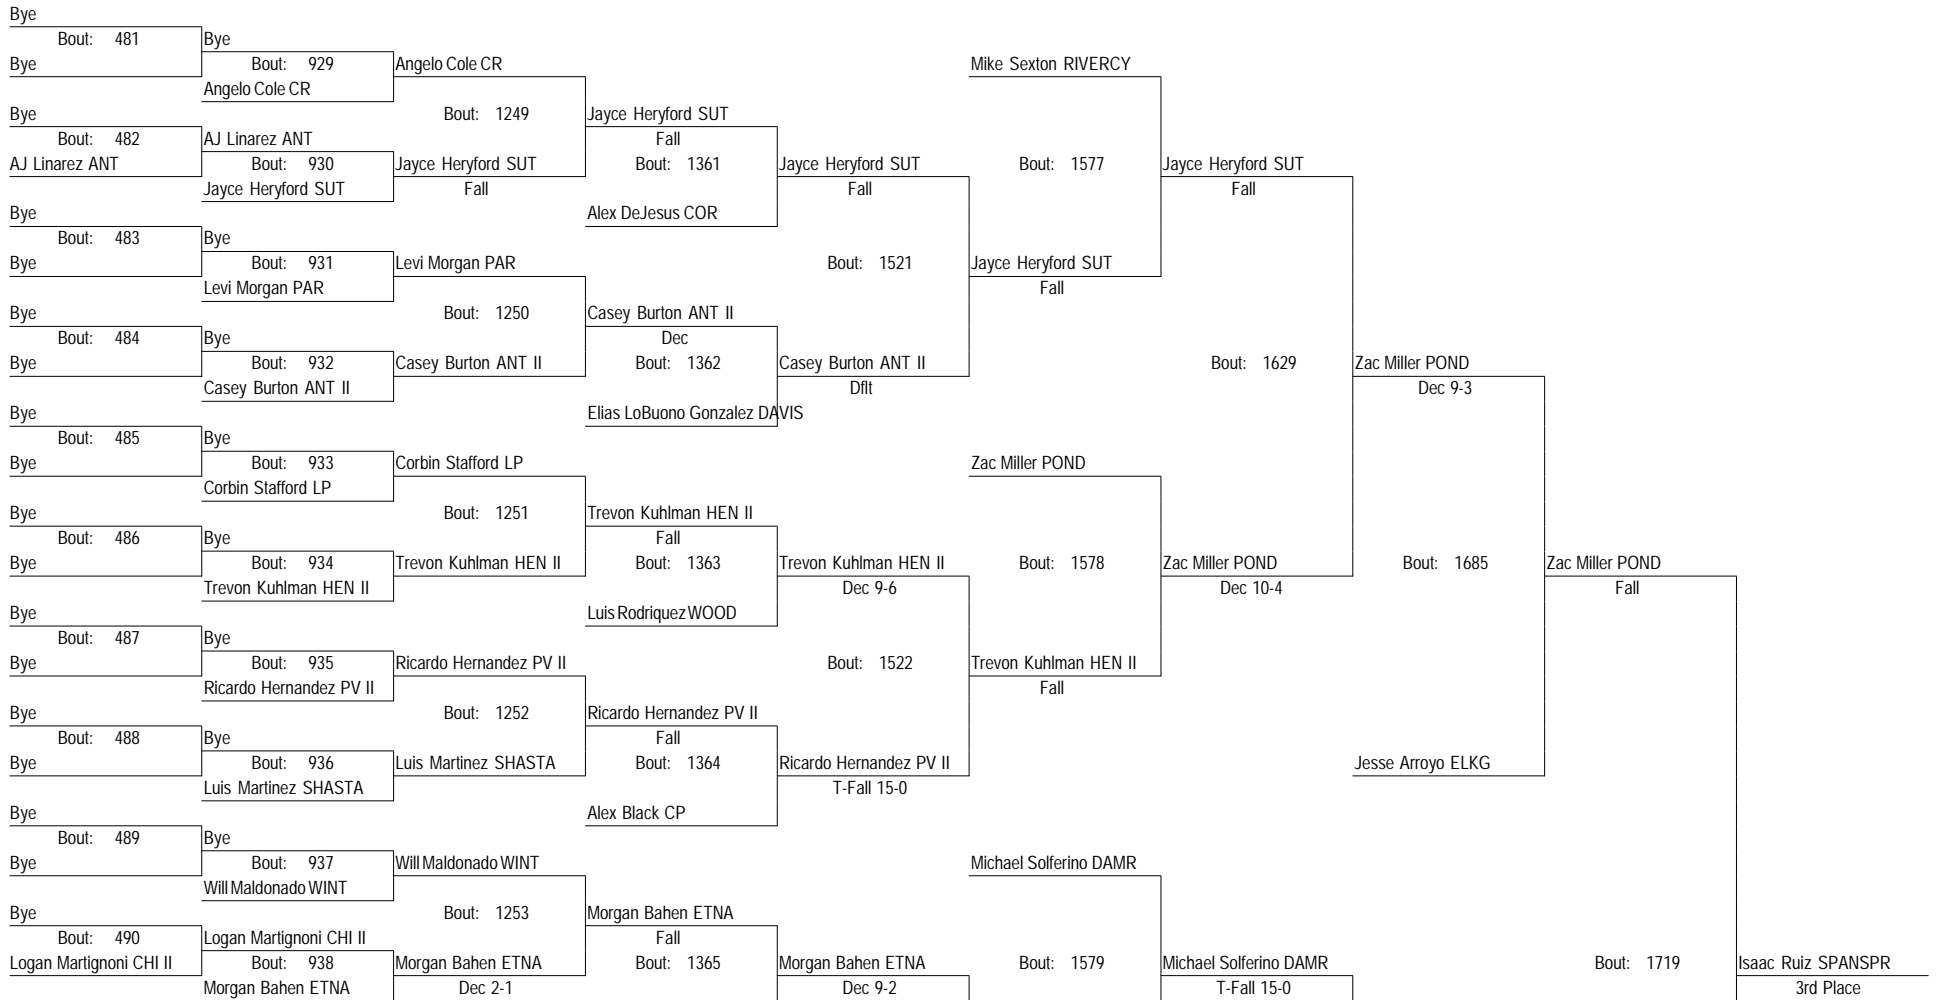 Bye
Bout: 481 Bye
Bye Bout: 929 Angelo Cole CR Mike Sexton RIVERCY
Angelo Cole CR
Bye Bout: 1249 Jayce Heryford SUT
Bout: 482 AJ Linarez ANT Fall
AJ Linarez ANT Bout: 930 Jayce Heryford SUT Bout: 1361 Jayce Heryford SUT Bout: 1577 Jayce Heryford SUT
Jayce Heryford SUT Fall Fall Fall
Bye Alex DeJesus COR
Bout: 483 Bye
Bye Bout: 931 Levi Morgan PAR Bout: 1521 Jayce Heryford SUT
Levi Morgan PAR Fall
Bye Bout: 1250 Casey Burton ANT II
Bout: 484 Bye Dec
Bye Bout: 932 Casey Burton ANT II Bout: 1362 Casey Burton ANT II Bout: 1629 Zac Miller POND
Casey Burton ANT II Dflt Dec 9-3
Bye Elias LoBuono Gonzalez DAVIS
Bout: 485 Bye
Bye Bout: 933 Corbin Stafford LP Zac Miller POND
Corbin Stafford LP
Bye Bout: 1251 Trevon Kuhlman HEN II
Bout: 486 Bye Fall
Bye Bout: 934 Trevon Kuhlman HEN II Bout: 1363 Trevon Kuhlman HEN II Bout: 1578 Zac Miller POND Bout: 1685 Zac Miller POND
Trevon Kuhlman HEN II Dec 9-6 Dec 10-4 Fall
Bye Luis Rodriquez WOOD
Bout: 487 Bye
Bye Bout: 935 Ricardo Hernandez PV II Bout: 1522 Trevon Kuhlman HEN II
Ricardo Hernandez PV II Fall
Bye Bout: 1252 Ricardo Hernandez PV II
Bout: 488 Bye Fall
Bye Bout: 936 Luis Martinez SHASTA Bout: 1364 Ricardo Hernandez PV II Jesse Arroyo ELKG
Luis Martinez SHASTA T-Fall 15-0
Bye Alex Black CP
Bout: 489 Bye
Bye Bout: 937 Will Maldonado WINT Michael Solferino DAMR
Will Maldonado WINT
Bye Bout: 1253 Morgan Bahen ETNA
Bout: 490 Logan Martignoni CHI II Fall
Logan Martignoni CHI II Bout: 938 Morgan Bahen ETNA Bout: 1365 Morgan Bahen ETNA Bout: 1579 Michael Solferino DAMR Bout: 1719 Isaac Ruiz SPANSPR
Morgan Bahen ETNA Dec 2-1 Dec 9-2 T-Fall 15-0 3rd Place